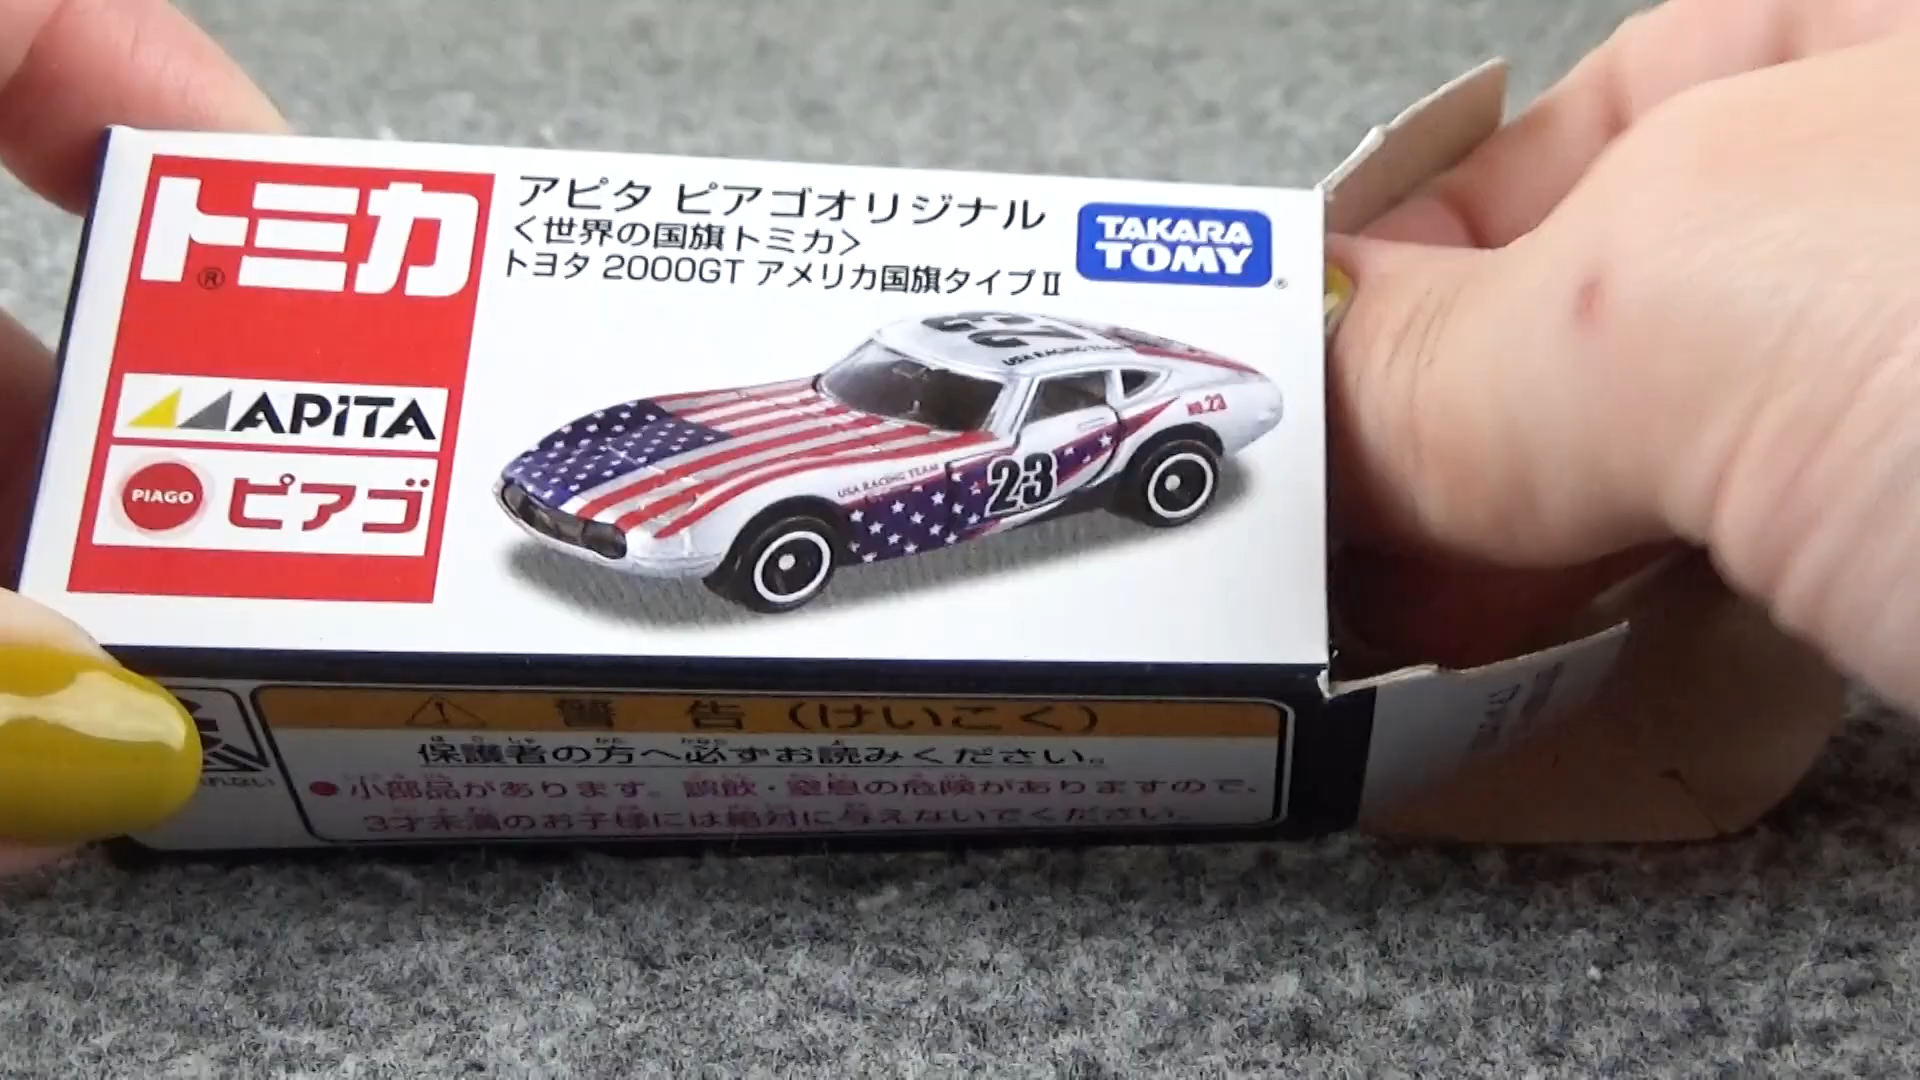 トミカ
®
APiTA
PIAGO ピアゴ
アピタ ピアゴオリジナル
<世界の国旗トミカ>
トヨタ 2000GT アメリカ国旗タイプⅡ
TAKARA
TOMY
®
23
USA RACING TEAM
NO.23
USA RACING TEAM
23
警 告 (けいこく)
保護者の方へ必ずお読みください。
●小部品があります。誤飲・窒息の危険がありますので、
3才未満のお子様には絶対に与えないでください。